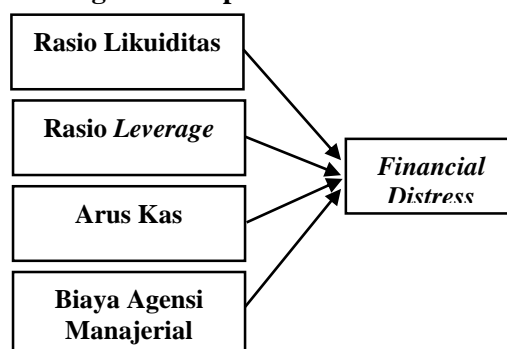 Rasio Likuiditas
Rasio Leverage
Arus Kas
Biaya Agensi
Manajerial
Financial
Distress